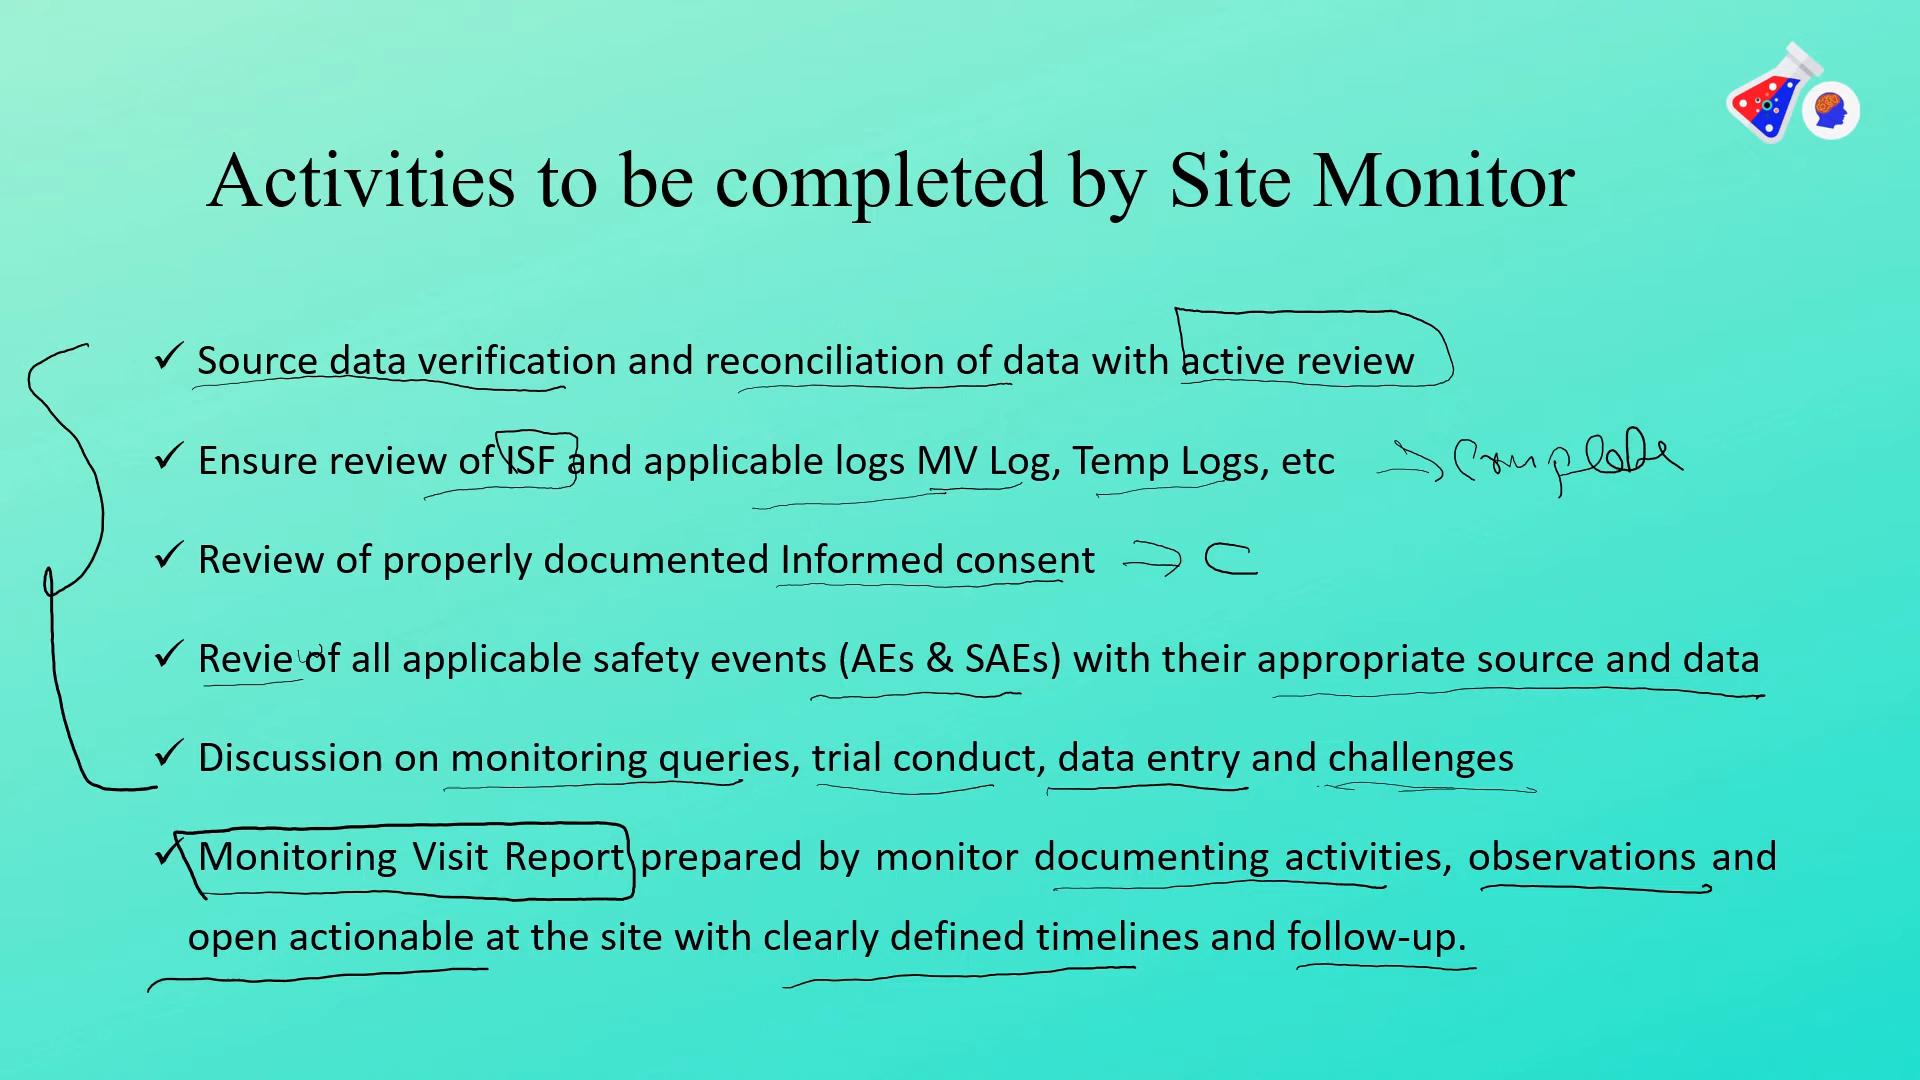 Activities to be completed by Site Monitor
✓ Source data verification and reconciliation of data with active review
✓ Ensure review of ISF and applicable logs MV Log, Temp Logs, etc → Complete
✓ Review of properly documented Informed consent → C
✓ Review of all applicable safety events (AEs & SAEs) with their appropriate source and data
✓ Discussion on monitoring queries, trial conduct, data entry and challenges
✓ Monitoring Visit Report prepared by monitor documenting activities, observations and
open actionable at the site with clearly defined timelines and follow-up.